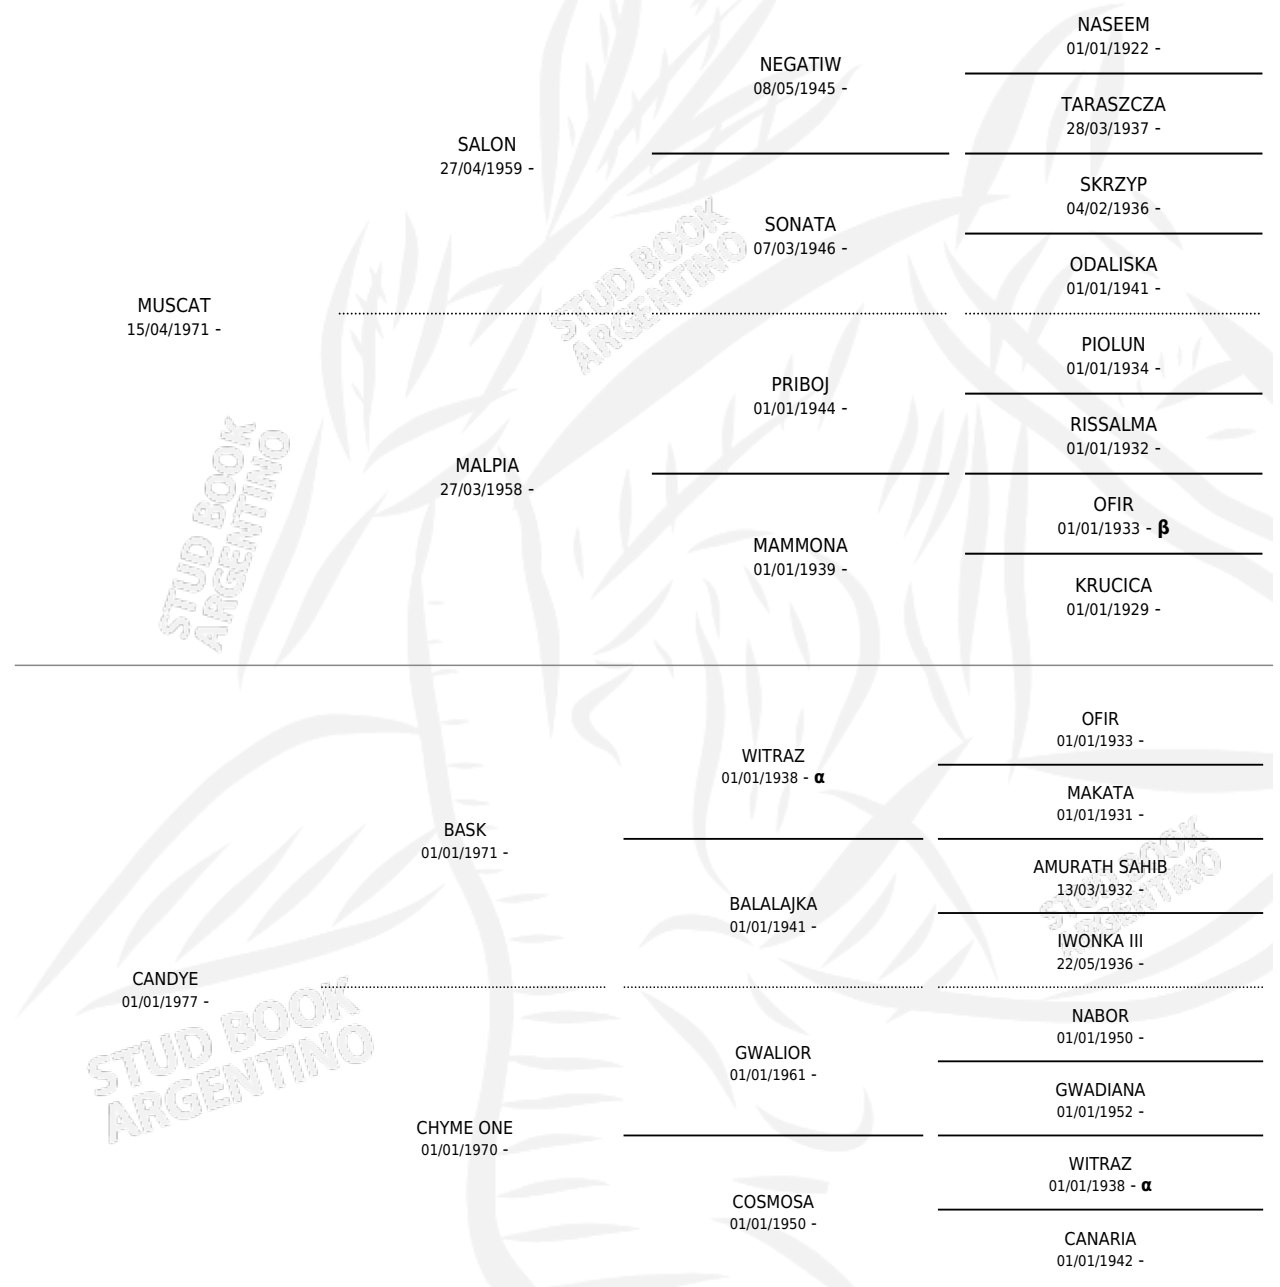 NASEEM
01/01/1922 -
NEGATIW
08/05/1945 -
TARASZCZA
28/03/1937 -
SALON
27/04/1959 -
SKRZYP
04/02/1936 -
SONATA
07/03/1946 -
ODALISKA
01/01/1941 -
MUSCAT
15/04/1971 -
PIOLUN
01/01/1934 -
PRIBOJ
01/01/1944 -
RISSALMA
01/01/1932 -
MALPIA
27/03/1958 -
OFIR
01/01/1933 - β
MAMMONA
01/01/1939 -
KRUCICA
01/01/1929 -
STUD BOOK
ARGENTINO
STUD BOOK
ARGENTINO
OFIR
01/01/1933 -
WITRAZ
01/01/1938 - α
MAKATA
01/01/1931 -
BASK
01/01/1971 -
AMURATH SAHIB
13/03/1932 -
BALALAJKA
01/01/1941 -
IWONKA III
22/05/1936 -
CANDYE
01/01/1977 -
NABOR
01/01/1950 -
GWALIOR
01/01/1961 -
GWADIANA
01/01/1952 -
CHYME ONE
01/01/1970 -
WITRAZ
01/01/1938 - α
COSMOSA
01/01/1950 -
CANARIA
01/01/1942 -
STUD BOOK
ARGENTINO
STUD BOOK
ARGENTINO